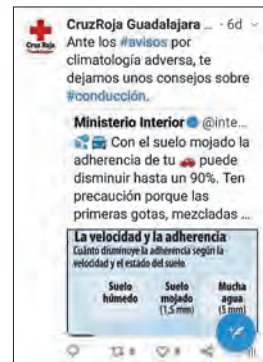 CruzRoja Guadalajara ... · 6d
Cruz Roja
Ante los #avisos por
climatología adversa, te
dejamos unos consejos sobre
#conducción.
Ministerio Interior @inte...
Con el suelo mojado la
adherencia de tu puede
disminuir hasta un 90%. Ten
precaución porque las
primeras gotas, mezcladas ...
La velocidad y la adherencia
Cuánto disminuye la adherencia según la
velocidad y el estado del suelo.
Suelo Suelo Mucha
húmedo mojado agua
(1,5 mm) (5 mm)
8 8